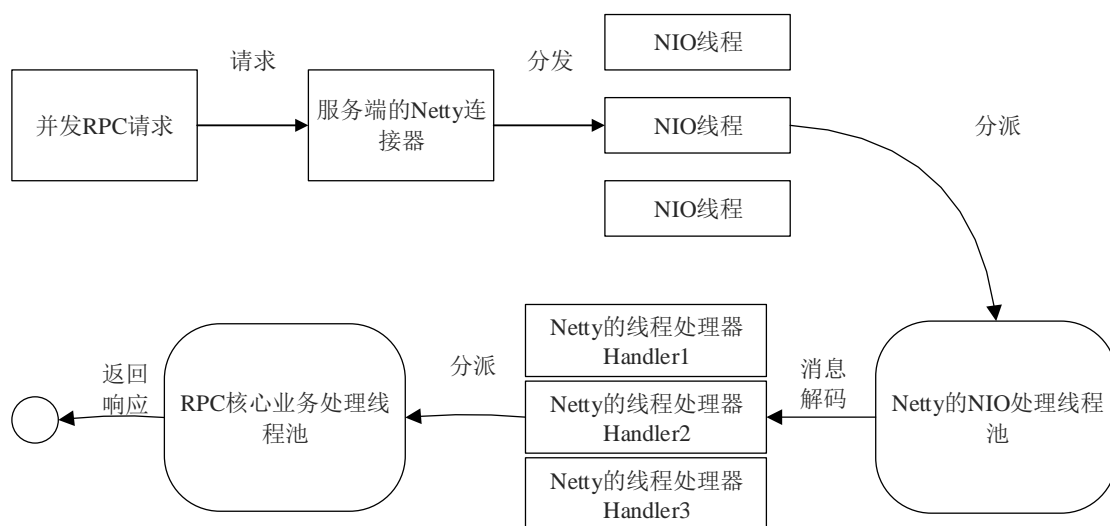 NIO线程
请求
分发
并发RPC请求
服务端的Netty连
接器
NIO线程
分派
NIO线程
Netty的线程处理器
Handler1
返回
响应
RPC核心业务处理线
程池
分派
Netty的线程处理器
Handler2
消息
解码
Netty的NIO处理线程
池
Netty的线程处理器
Handler3